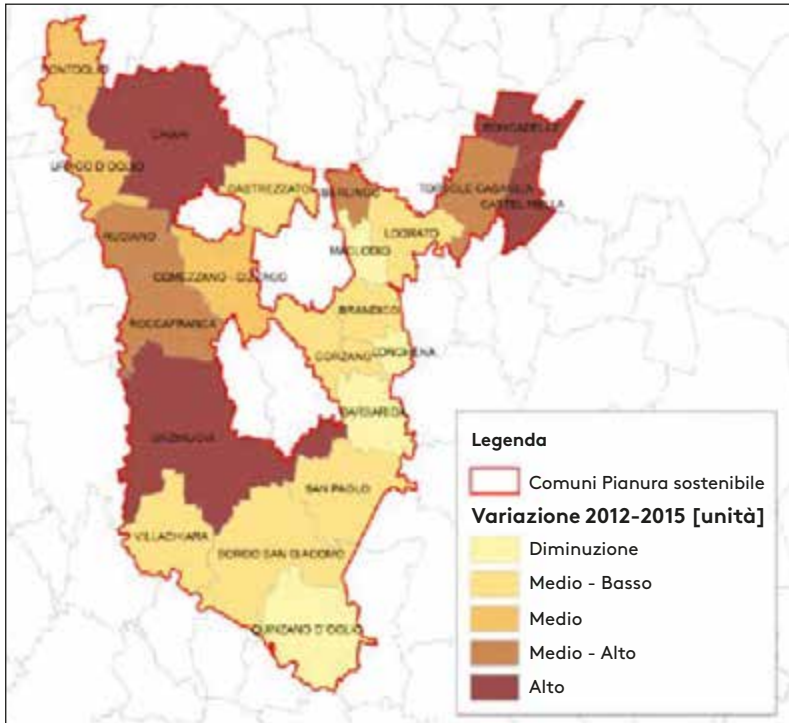 PONTOGLIO
CHIARI
URAGO D'OGLIO
CASTREZZATO
RONCADELLE
BERLINGO
TORBOLE CASAGLIA
CASTEL MELLA
RUDIANO
LOGRATO
MACLODIO
COMEZZANO - CIZZAGO
BRANDICO
ROCCAFRANCA
CORZANO
LONGHENA
BARBARIGA
ORZINUOVI
SAN PAOLO
VILLACHIARA
BORGO SAN GIACOMO
QUINZANO D'OGLIO
Legenda
Comuni Pianura sostenibile
Variazione 2012-2015 [unità]
Diminuzione
Medio - Basso
Medio
Medio - Alto
Alto